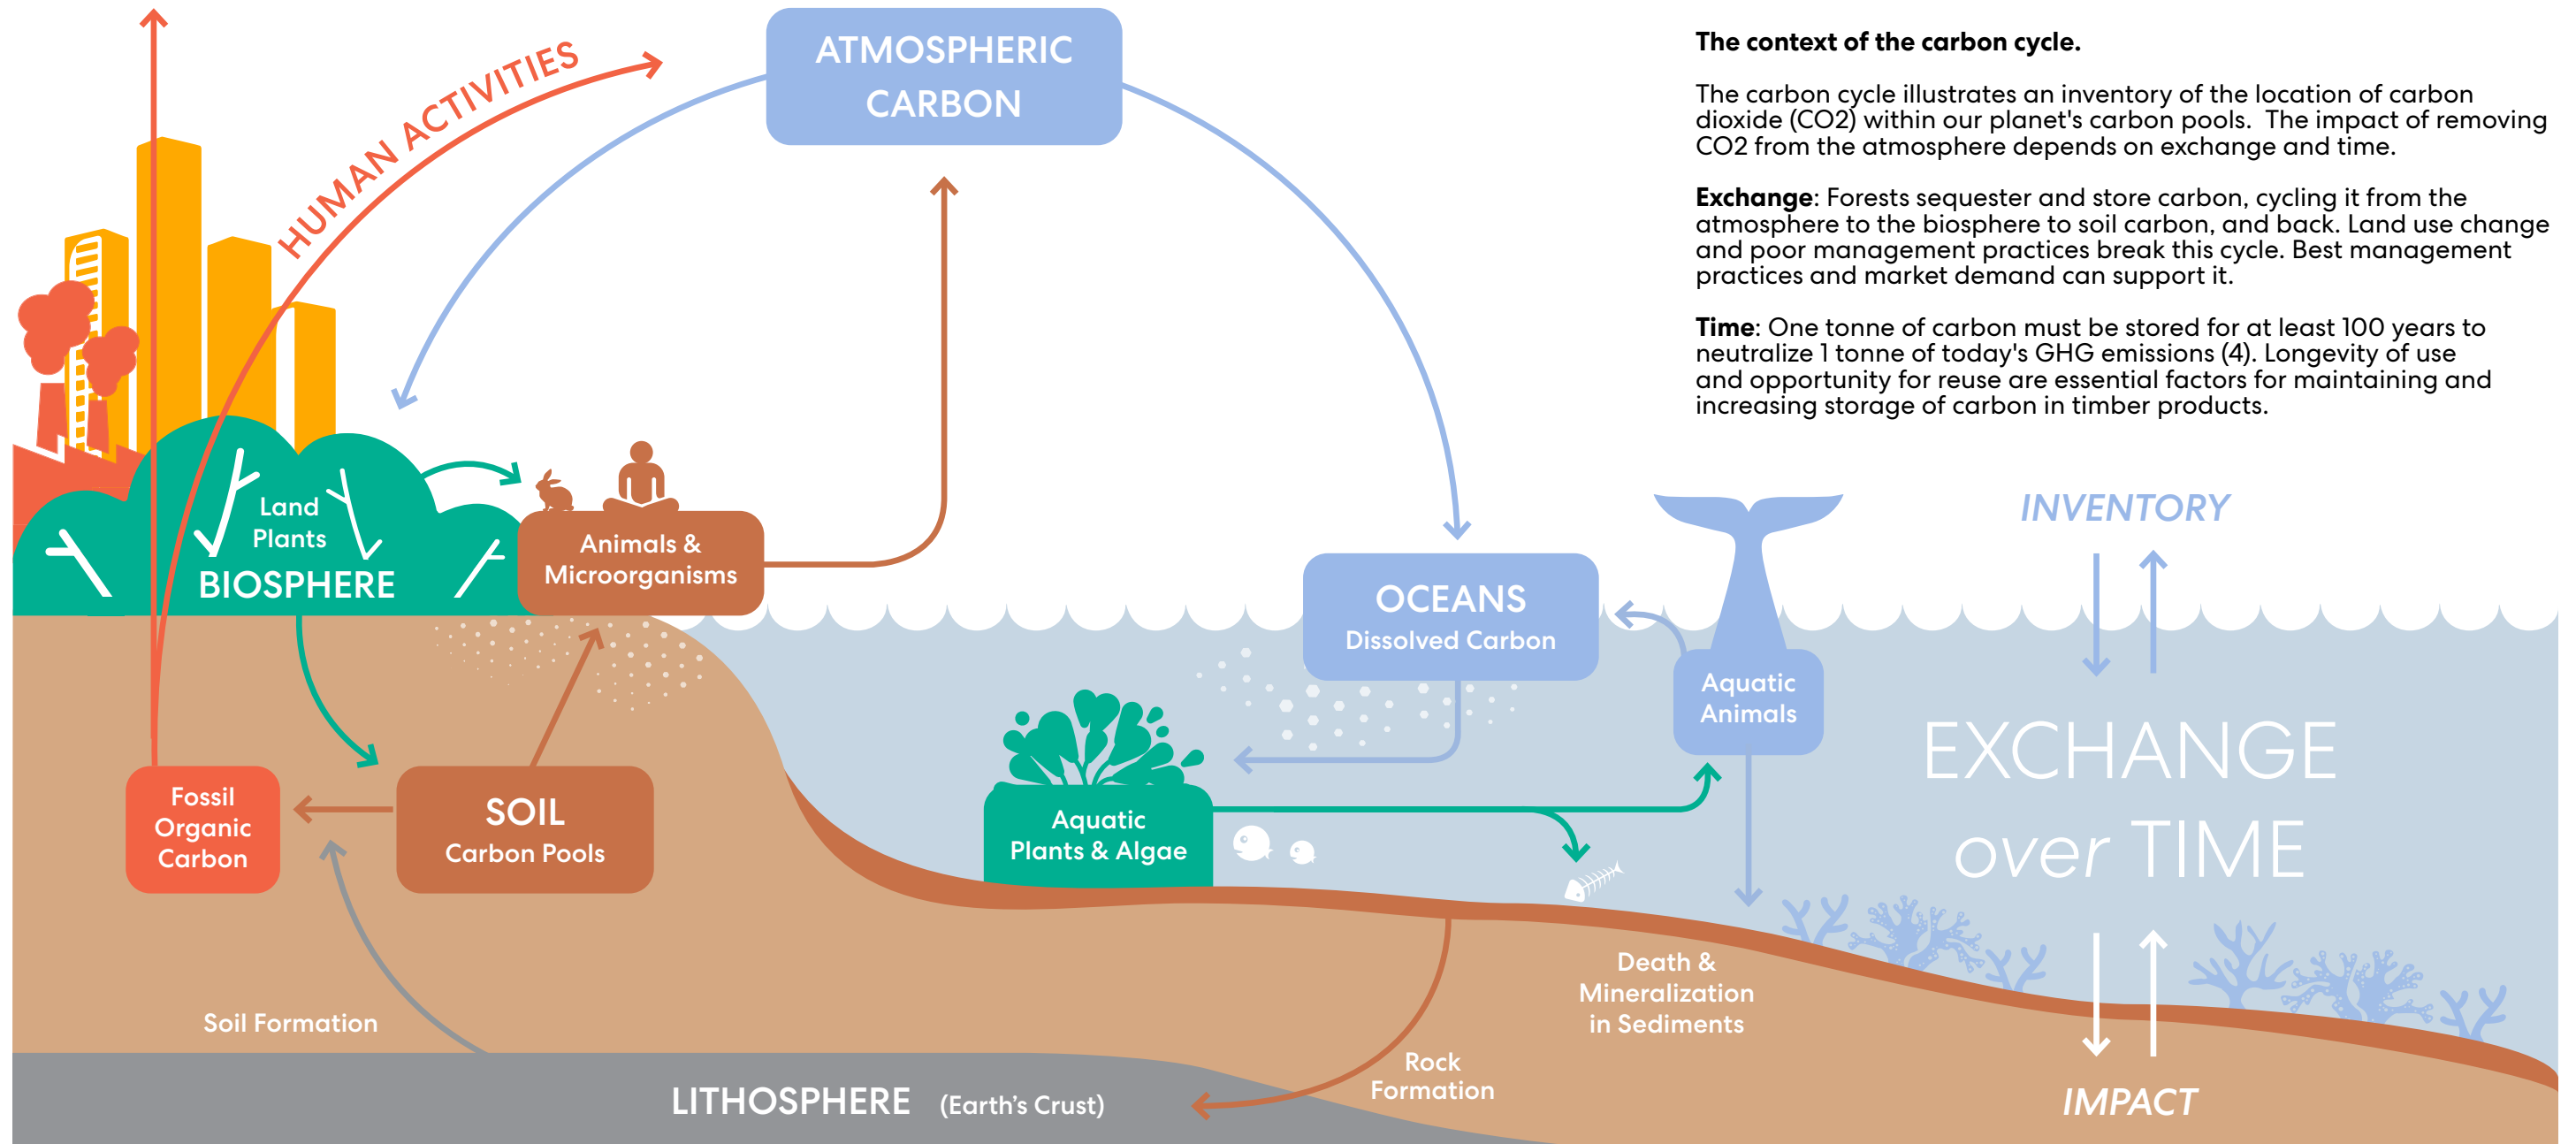 The context of the carbon cycle.
The carbon cycle illustrates an inventory of the location of carbon
dioxide (CO2) within our planet's carbon pools.  The impact of removing
CO2 from the atmosphere depends on exchange and time.
Exchange: Forests sequester and store carbon, cycling it from the
atmosphere to the biosphere to soil carbon, and back. Land use change
and poor management practices break this cycle. Best management
practices and market demand can support it.
Time: One tonne of carbon must be stored for at least 100 years to
neutralize 1 tonne of today's GHG emissions (4). Longevity of use
and opportunity for reuse are essential factors for maintaining and
increasing storage of carbon in timber products.
ATMOSPHERIC
CARBON
HUMAN ACTIVITIES
Land
Plants
BIOSPHERE
Animals &
Microorganisms
OCEANS
Dissolved Carbon
Aquatic
Animals
INVENTORY
EXCHANGE
over TIME
IMPACT
Fossil
Organic
Carbon
SOIL
Carbon Pools
Aquatic
Plants & Algae
Death &
Mineralization
in Sediments
Soil Formation
Rock
Formation
LITHOSPHERE (Earth's Crust)